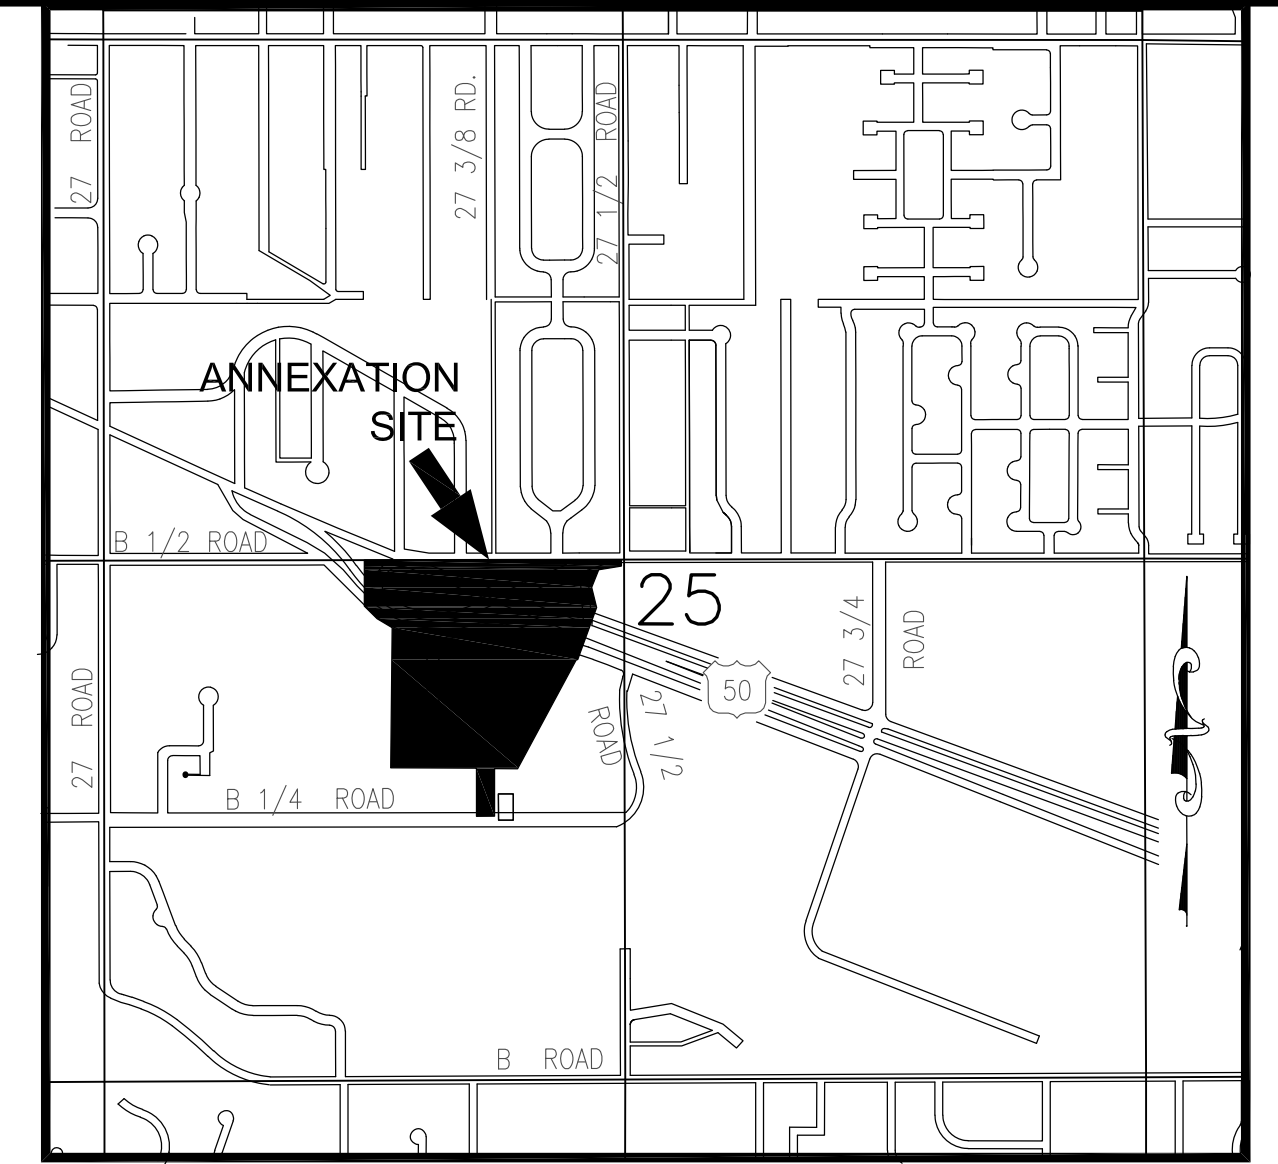 27 ROAD
27 3/8 RD.
27 1/2 ROAD
ANNEXATION
SITE
B 1/2 ROAD
25
27 3/4
ROAD
27 ROAD
50
27 1/2
ROAD
B 1/4 ROAD
B ROAD